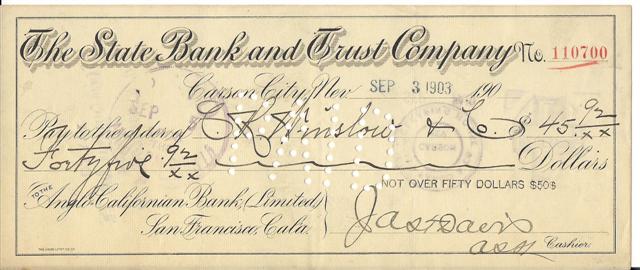 The State Bank and Trust Company No. 110700
Carson City, Nev SEP 3 1903 190
SEP
Pay to the order of C. R. Winslow & Co. $ 45. 92/xx
Forty five 92/xx Dollars
NOT OVER FIFTY DOLLARS $50$
TO THE
Anglo-Californian Bank, (Limited)
San Francisco, Cala.
Jas Davis
asst Cashier.